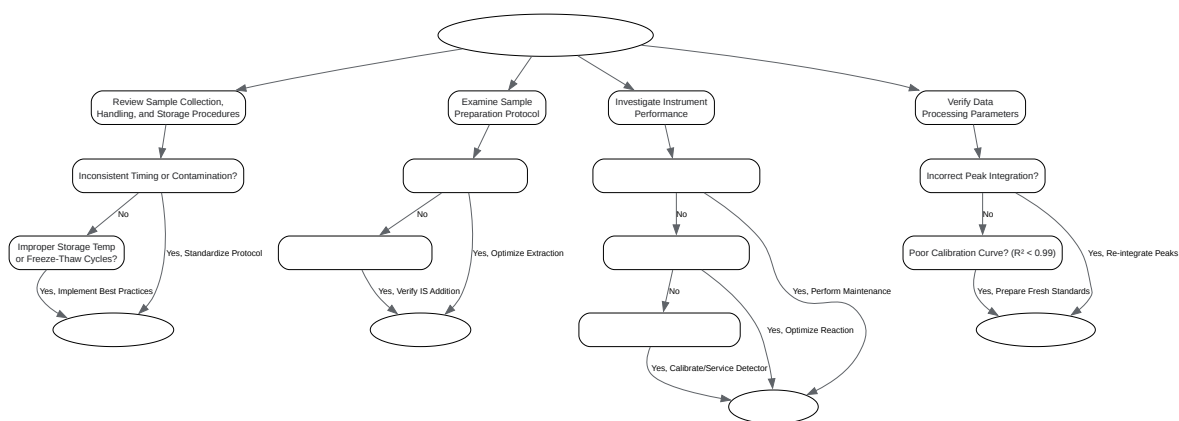 Review Sample Collection,
Handling, and Storage Procedures
Examine Sample
Preparation Protocol
Investigate Instrument
Performance
Verify Data
Processing Parameters
Inconsistent Timing or Contamination?
Incorrect Peak Integration?
No
No
No
No
Improper Storage Temp
or Freeze-Thaw Cycles?
Yes, Standardize Protocol
Yes, Optimize Extraction
Poor Calibration Curve? (R² < 0.99)
Yes, Re-integrate Peaks
Yes, Implement Best Practices
Yes, Verify IS Addition
No
Yes, Perform Maintenance
Yes, Prepare Fresh Standards
Yes, Optimize Reaction
Yes, Calibrate/Service Detector